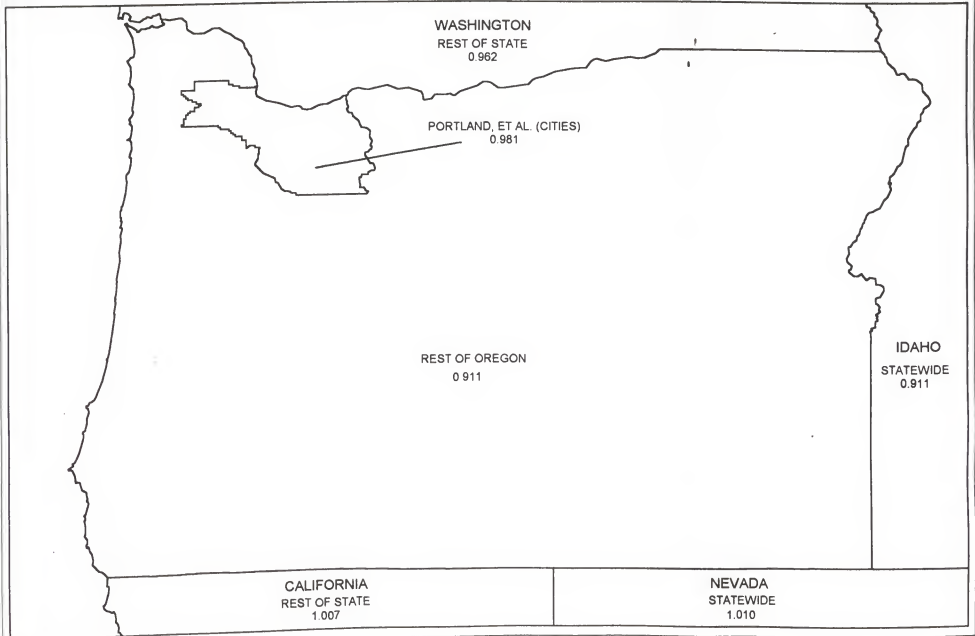 WASHINGTON
REST OF STATE
0.962
PORTLAND, ET AL. (CITIES)
0.981
REST OF OREGON
0 911
IDAHO
STATEWIDE
0.911
CALIFORNIA
REST OF STATE
1.007
NEVADA
STATEWIDE
1.010